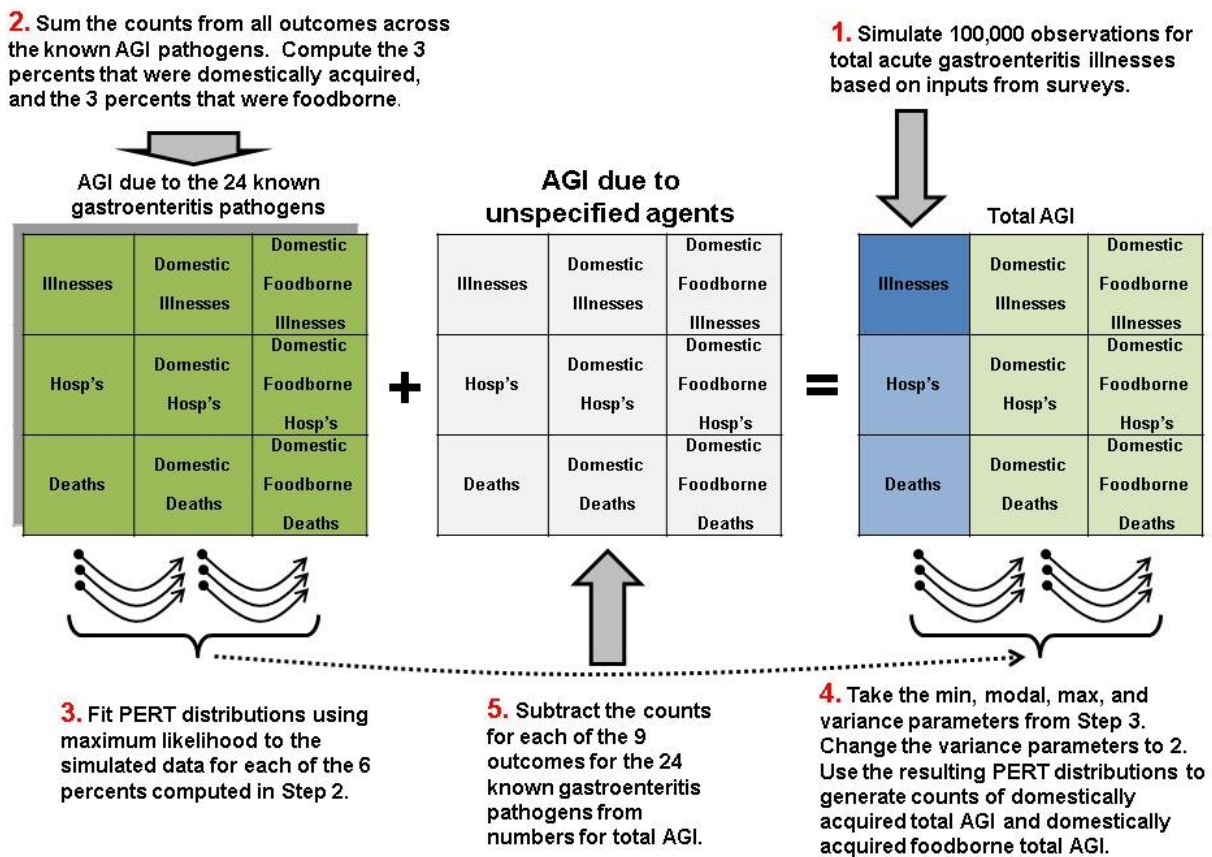 2. Sum the counts from all outcomes across
the known AGI pathogens. Compute the 3
percents that were domestically acquired,
and the 3 percents that were foodborne.
1. Simulate 100,000 observations for
total acute gastroenteritis illnesses
based on inputs from surveys.
AGI due to the 24 known
gastroenteritis pathogens
Illnesses
Domestic
Illnesses
Domestic
Foodborne
Illnesses
Hosp's
Domestic
Hosp's
Domestic
Foodborne
Hosp's
Deaths
Domestic
Deaths
Domestic
Foodborne
Deaths
+
AGI due to
unspecified agents
Illnesses
Domestic
Illnesses
Domestic
Foodborne
Illnesses
Hosp's
Domestic
Hosp's
Domestic
Foodborne
Hosp's
Deaths
Domestic
Deaths
Domestic
Foodborne
Deaths
=
Total AGI
Illnesses
Domestic
Illnesses
Domestic
Foodborne
Illnesses
Hosp's
Domestic
Hosp's
Domestic
Foodborne
Hosp's
Deaths
Domestic
Deaths
Domestic
Foodborne
Deaths
3. Fit PERT distributions using
maximum likelihood to the
simulated data for each of the 6
percents computed in Step 2.
5. Subtract the counts
for each of the 9
outcomes for the 24
known gastroenteritis
pathogens from
numbers for total AGI.
4. Take the min, modal, max, and
variance parameters from Step 3.
Change the variance parameters to 2.
Use the resulting PERT distributions to
generate counts of domestically
acquired total AGI and domestically
acquired foodborne total AGI.